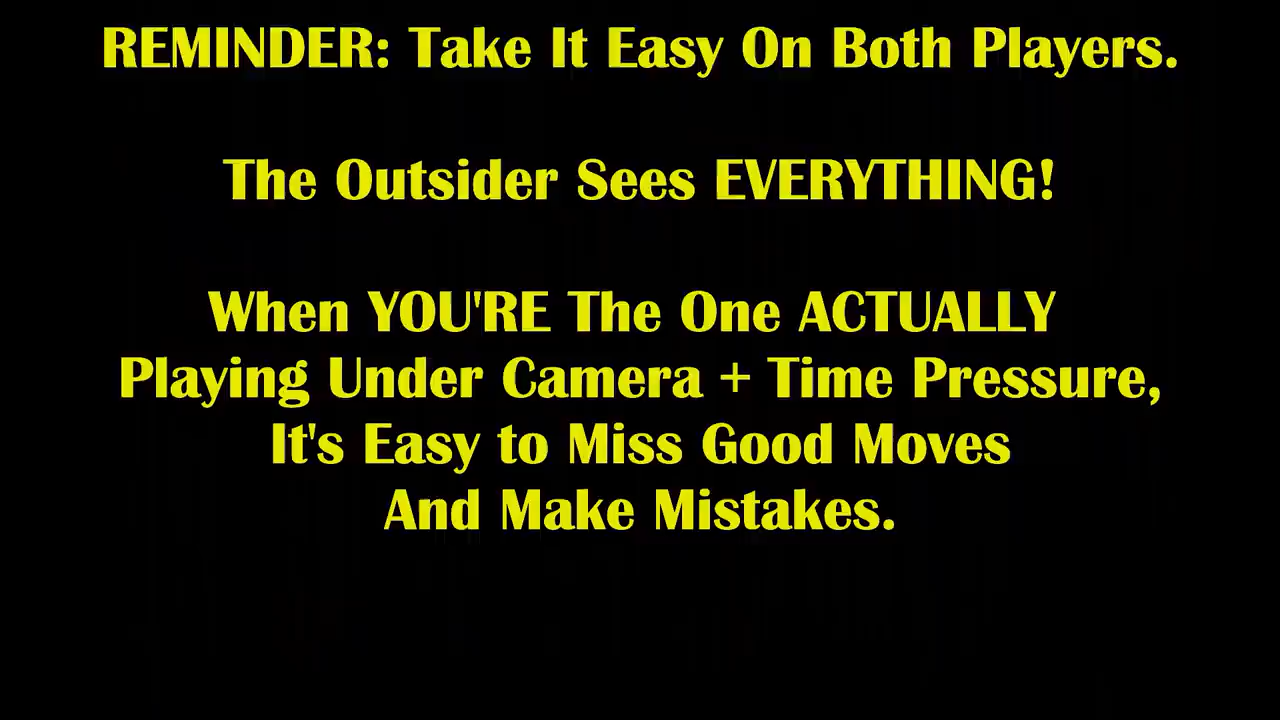 REMINDER: Take It Easy On Both Players.
The Outsider Sees EVERYTHING!
When YOU'RE The One ACTUALLY
Playing Under Camera + Time Pressure,
It's Easy to Miss Good Moves
And Make Mistakes.